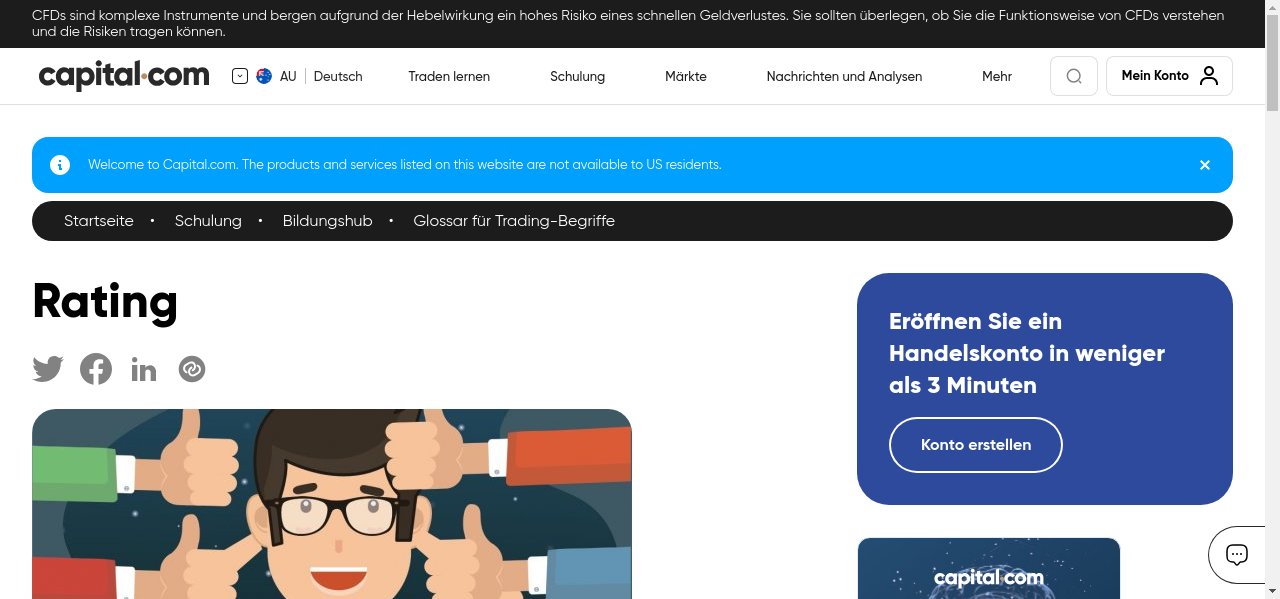 CFDs sind komplexe Instrumente und bergen aufgrund der Hebelwirkung ein hohes Risiko eines schnellen Geldverlustes. Sie sollten überlegen, ob Sie die Funktionsweise von CFDs verstehen
und die Risiken tragen können.
capital.com
AU
Deutsch
Traden lernen
Schulung
Märkte
Nachrichten und Analysen
Mehr
Mein Konto
Welcome to Capital.com. The products and services listed on this website are not available to US residents.
Startseite • Schulung • Bildungshub • Glossar für Trading-Begriffe
Rating
Eröffnen Sie ein
Handelskonto in weniger
als 3 Minuten
Konto erstellen
capital.com